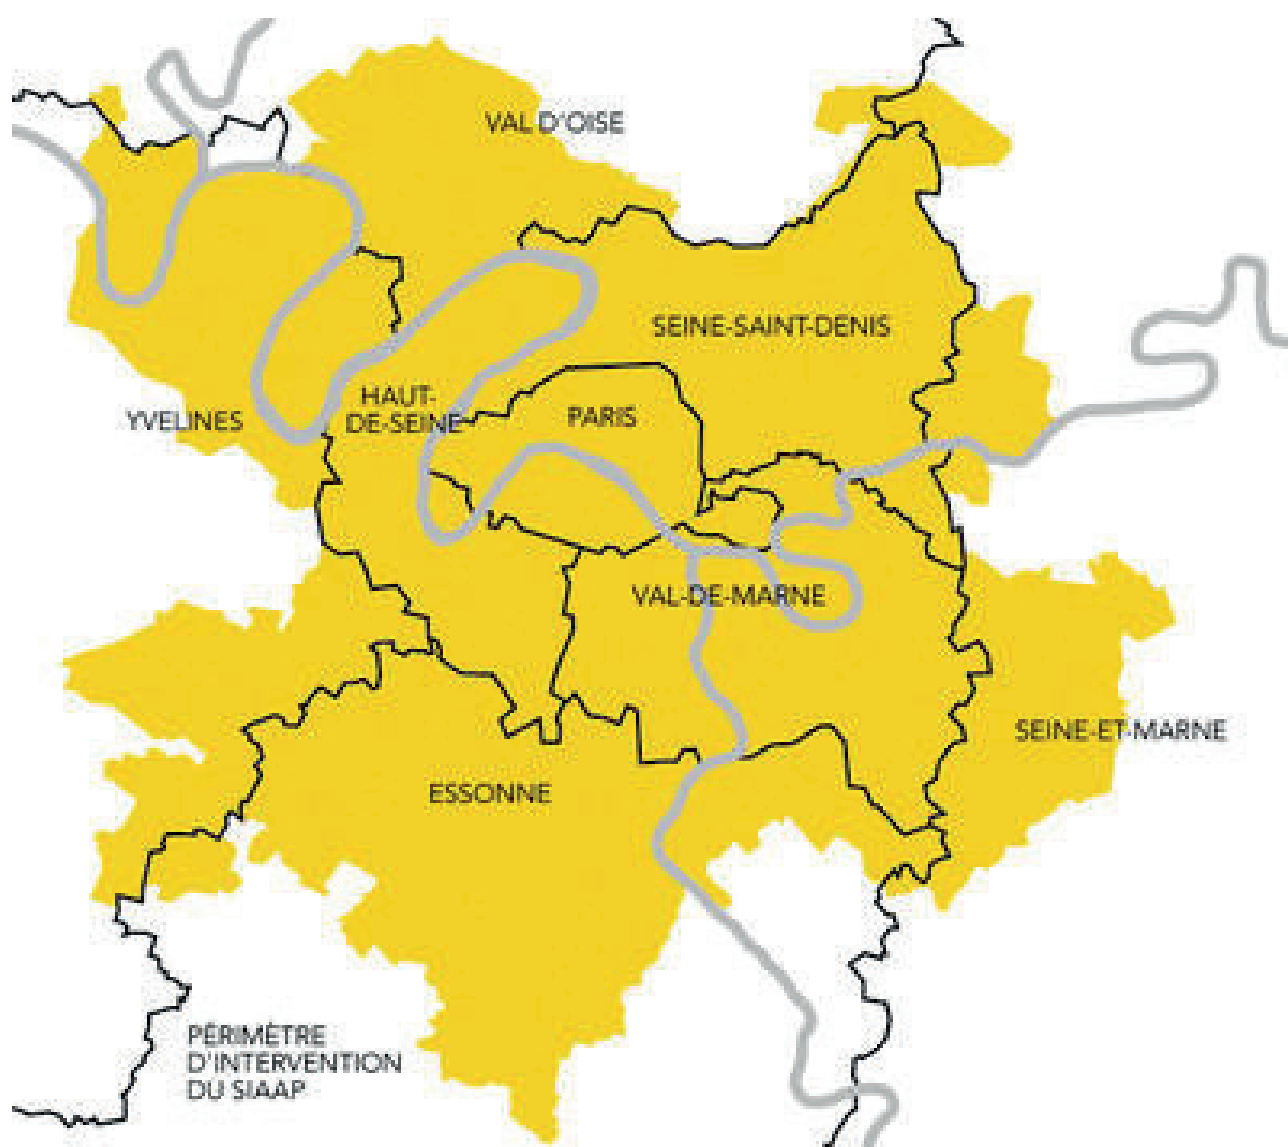 VAL D'OISE
SEINE-SAINT-DENIS
HAUT-
DE-SEINE
PARIS
YVELINES
VAL-DE-MARNE
SEINE-ET-MARNE
ESSONNE
PÉRIMÈTRE
D'INTERVENTION
DU SIAAP